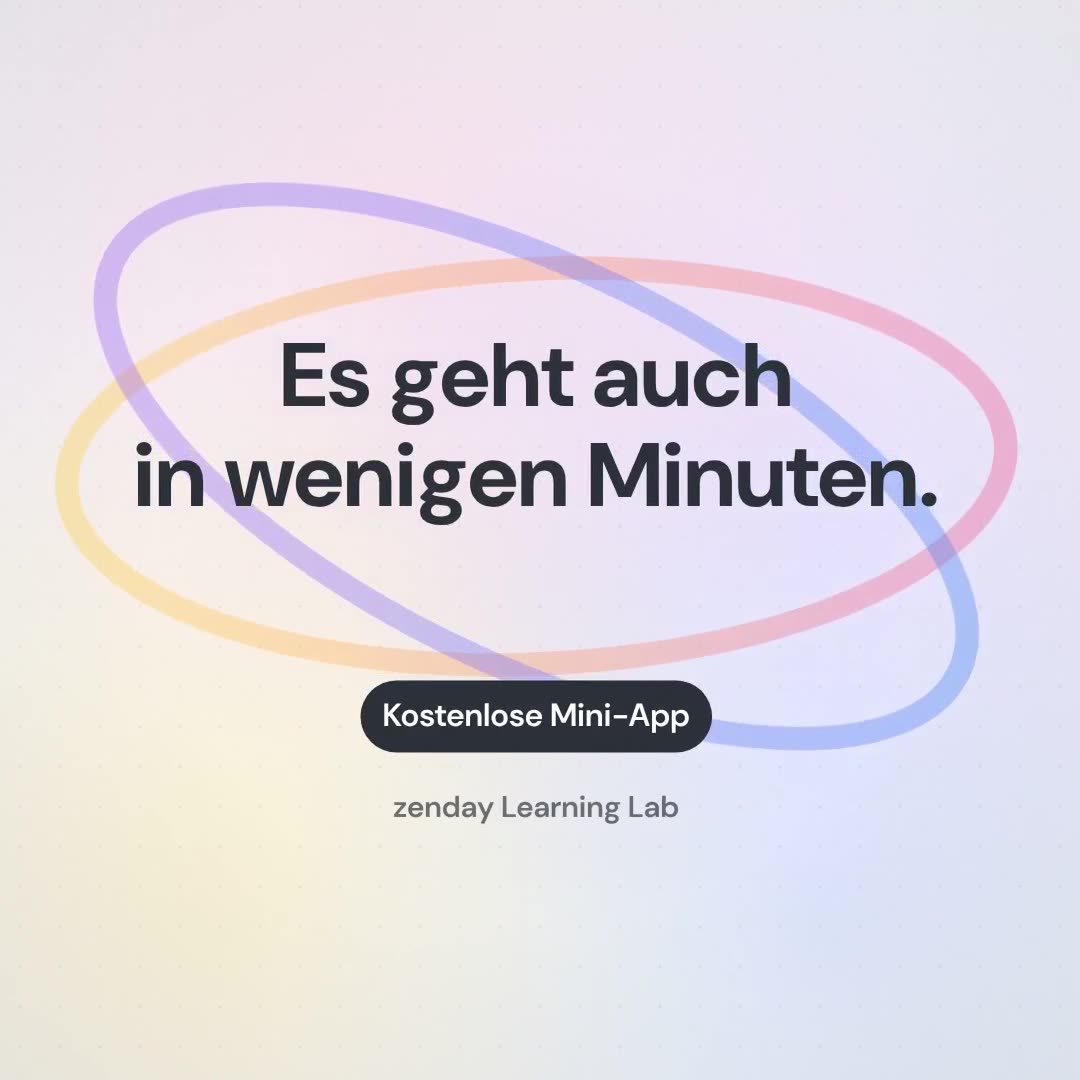 Es geht auch
in wenigen Minuten.
Kostenlose Mini-App
zenday Learning Lab